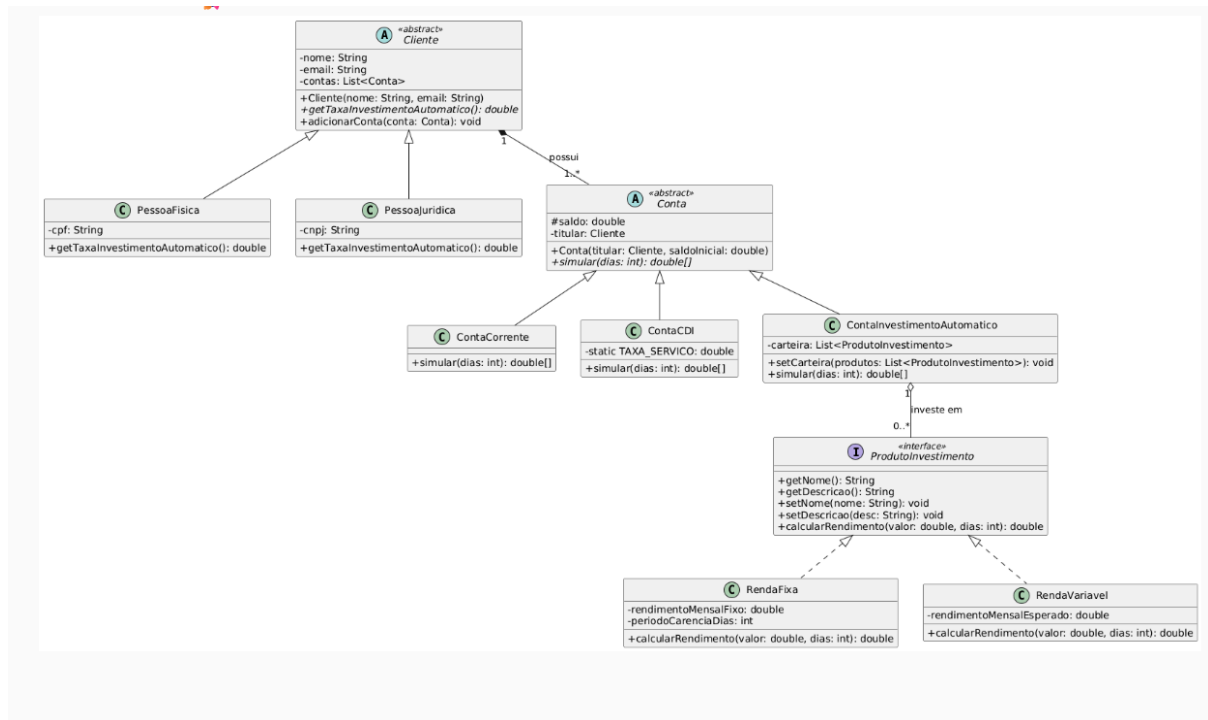 A «abstract»
Cliente
-nome: String
-email: String
-contas: List<Conta>
+Cliente(nome: String, email: String)
+getTaxaInvestimentoAutomatico(): double
+adicionarConta(conta: Conta): void
1
possui
1..*
C PessoaFisica
-cpf: String
+getTaxaInvestimentoAutomatico(): double
C PessoaJuridica
-cnpj: String
+getTaxaInvestimentoAutomatico(): double
A «abstract»
Conta
#saldo: double
-titular: Cliente
+Conta(titular: Cliente, saldoInicial: double)
+simular(dias: int): double[]
C ContaCorrente
+simular(dias: int): double[]
C ContaCDI
-static TAXA_SERVICO: double
+simular(dias: int): double[]
C ContaInvestimentoAutomatico
-carteira: List<ProdutoInvestimento>
+setCarteira(produtos: List<ProdutoInvestimento>): void
+simular(dias: int): double[]
1
investe em
0..*
I «interface»
ProdutoInvestimento
+getNome(): String
+getDescricao(): String
+setNome(nome: String): void
+setDescricao(desc: String): void
+calcularRendimento(valor: double, dias: int): double
C RendaFixa
-rendimentoMensalFixo: double
-periodoCarenciaDias: int
+calcularRendimento(valor: double, dias: int): double
C RendaVariavel
-rendimentoMensalEsperado: double
+calcularRendimento(valor: double, dias: int): double